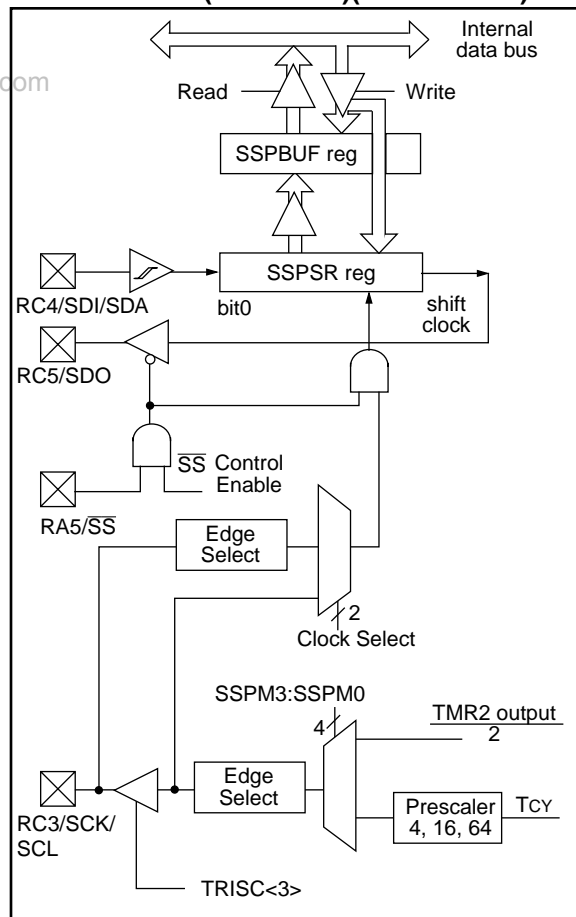 Internal
data bus
com
Read
Write
SSPBUF reg
SSPSR reg
RC4/SDI/SDA
bit0
shift
clock
RC5/SDO
SS Control
Enable
RA5/SS
Edge
Select
2
Clock Select
SSPM3:SSPM0
TMR2 output
2
4
Edge
Select
Prescaler
4, 16, 64
TCY
RC3/SCK/
SCL
TRISC<3>